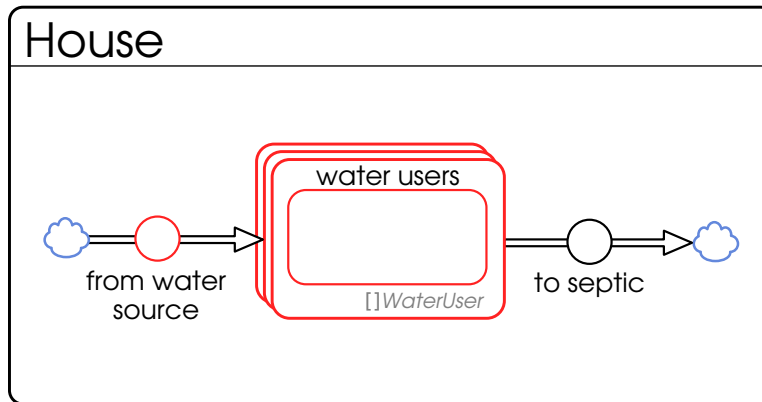 House
water users
from water
source
[]WaterUser
to septic